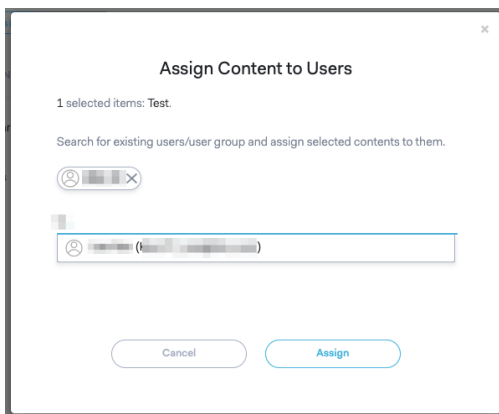 Assign Content to Users
1 selected items: Test.
Search for existing users/user group and assign selected contents to them.
Cancel
Assign